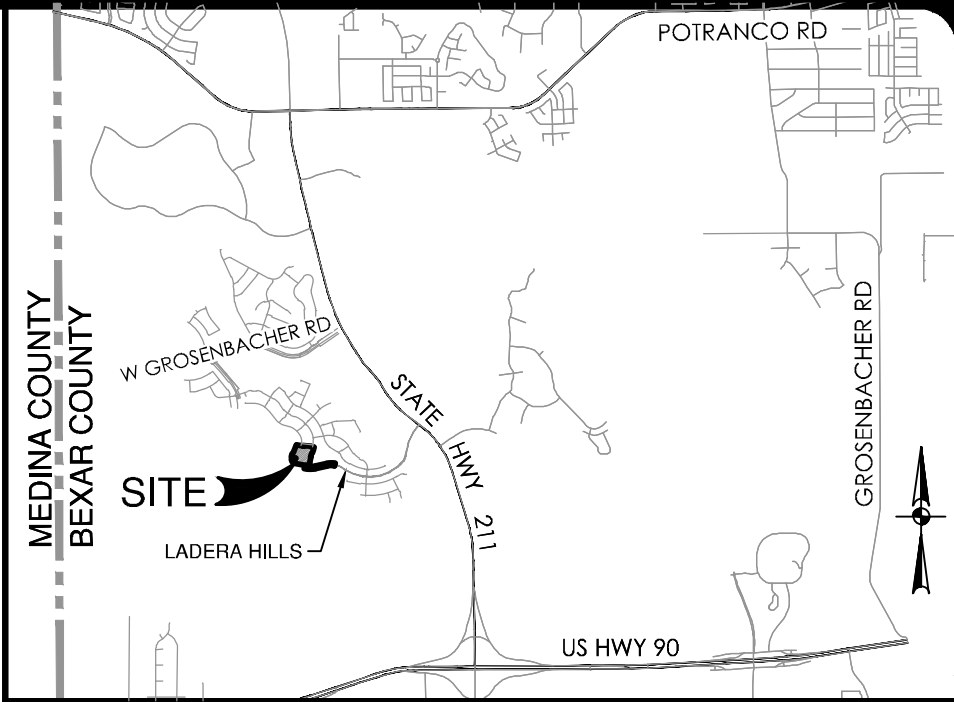 POTRANCO RD
MEDINA COUNTY
BEXAR COUNTY
W GROSENBACHER RD
STATE HWY 211
GROSENBACHER RD
SITE
LADERA HILLS
US HWY 90